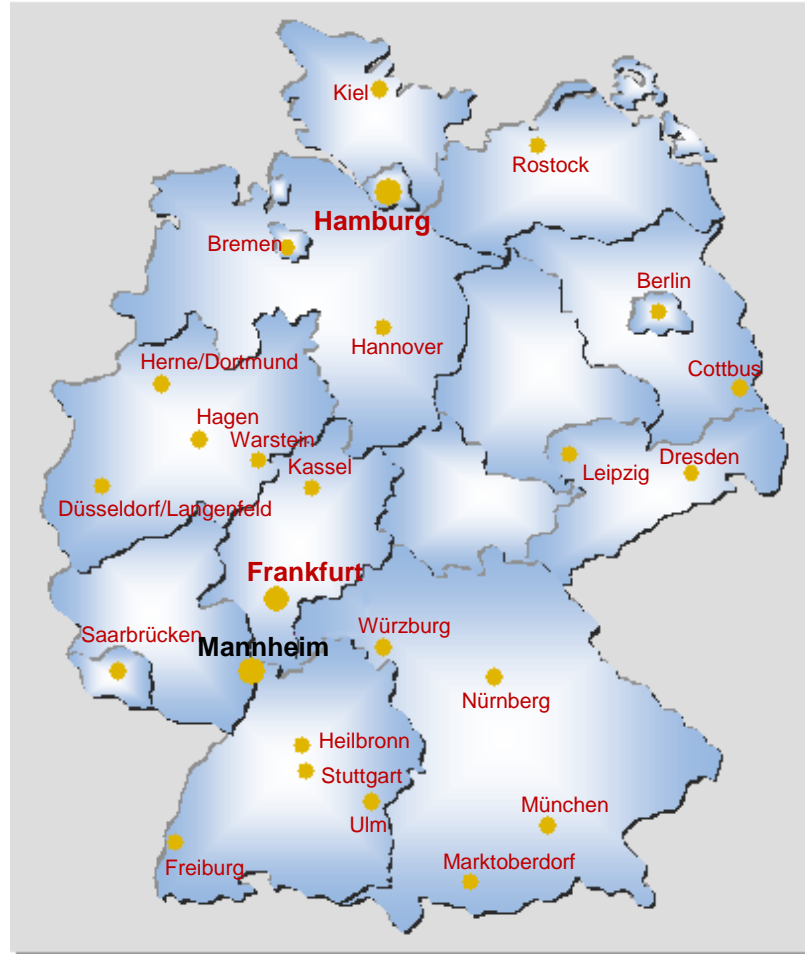 Kiel
Rostock
Hamburg
Bremen
Berlin
Hannover
Herne/Dortmund
Cottbus
Hagen
Warstein
Kassel
Leipzig
Dresden
Düsseldorf/Langenfeld
Frankfurt
Würzburg
Saarbrücken
Mannheim
Nürnberg
Heilbronn
Stuttgart
München
Ulm
Freiburg
Marktoberdorf